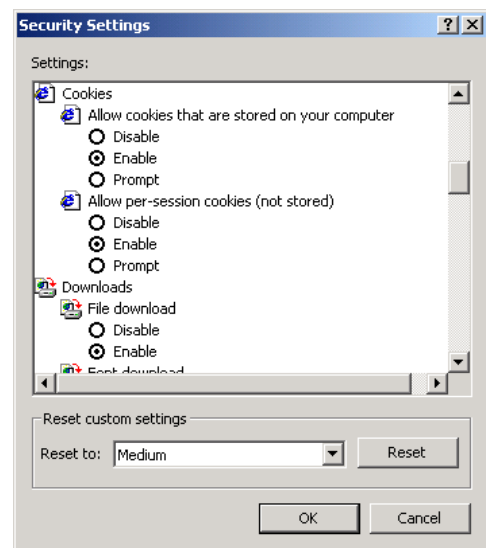 Security Settings
Settings:
Cookies
Allow cookies that are stored on your computer
Disable
Enable
Prompt
Allow per-session cookies (not stored)
Disable
Enable
Prompt
Downloads
File download
Disable
Enable
Font download
Reset custom settings
Reset to: Medium Reset
OK Cancel